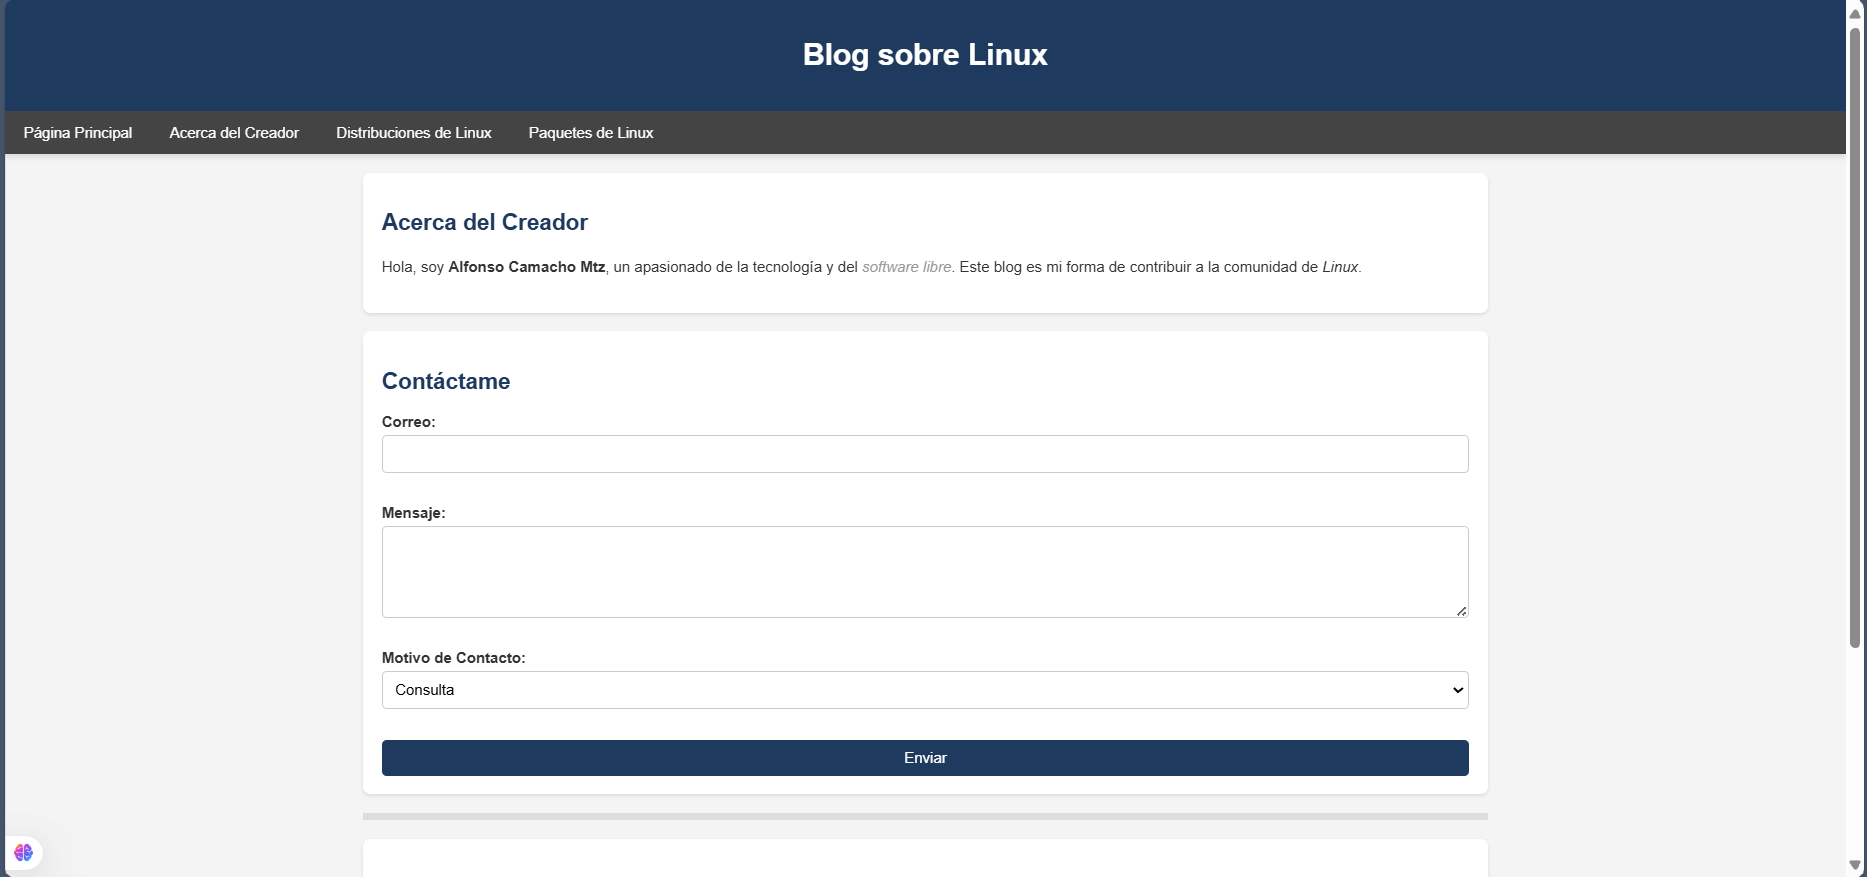 Blog sobre Linux
Página Principal Acerca del Creador Distribuciones de Linux Paquetes de Linux
Acerca del Creador
Hola, soy Alfonso Camacho Mtz, un apasionado de la tecnología y del software libre. Este blog es mi forma de contribuir a la comunidad de Linux.
Contáctame
Correo:
Mensaje:
Motivo de Contacto:
Consulta
Enviar